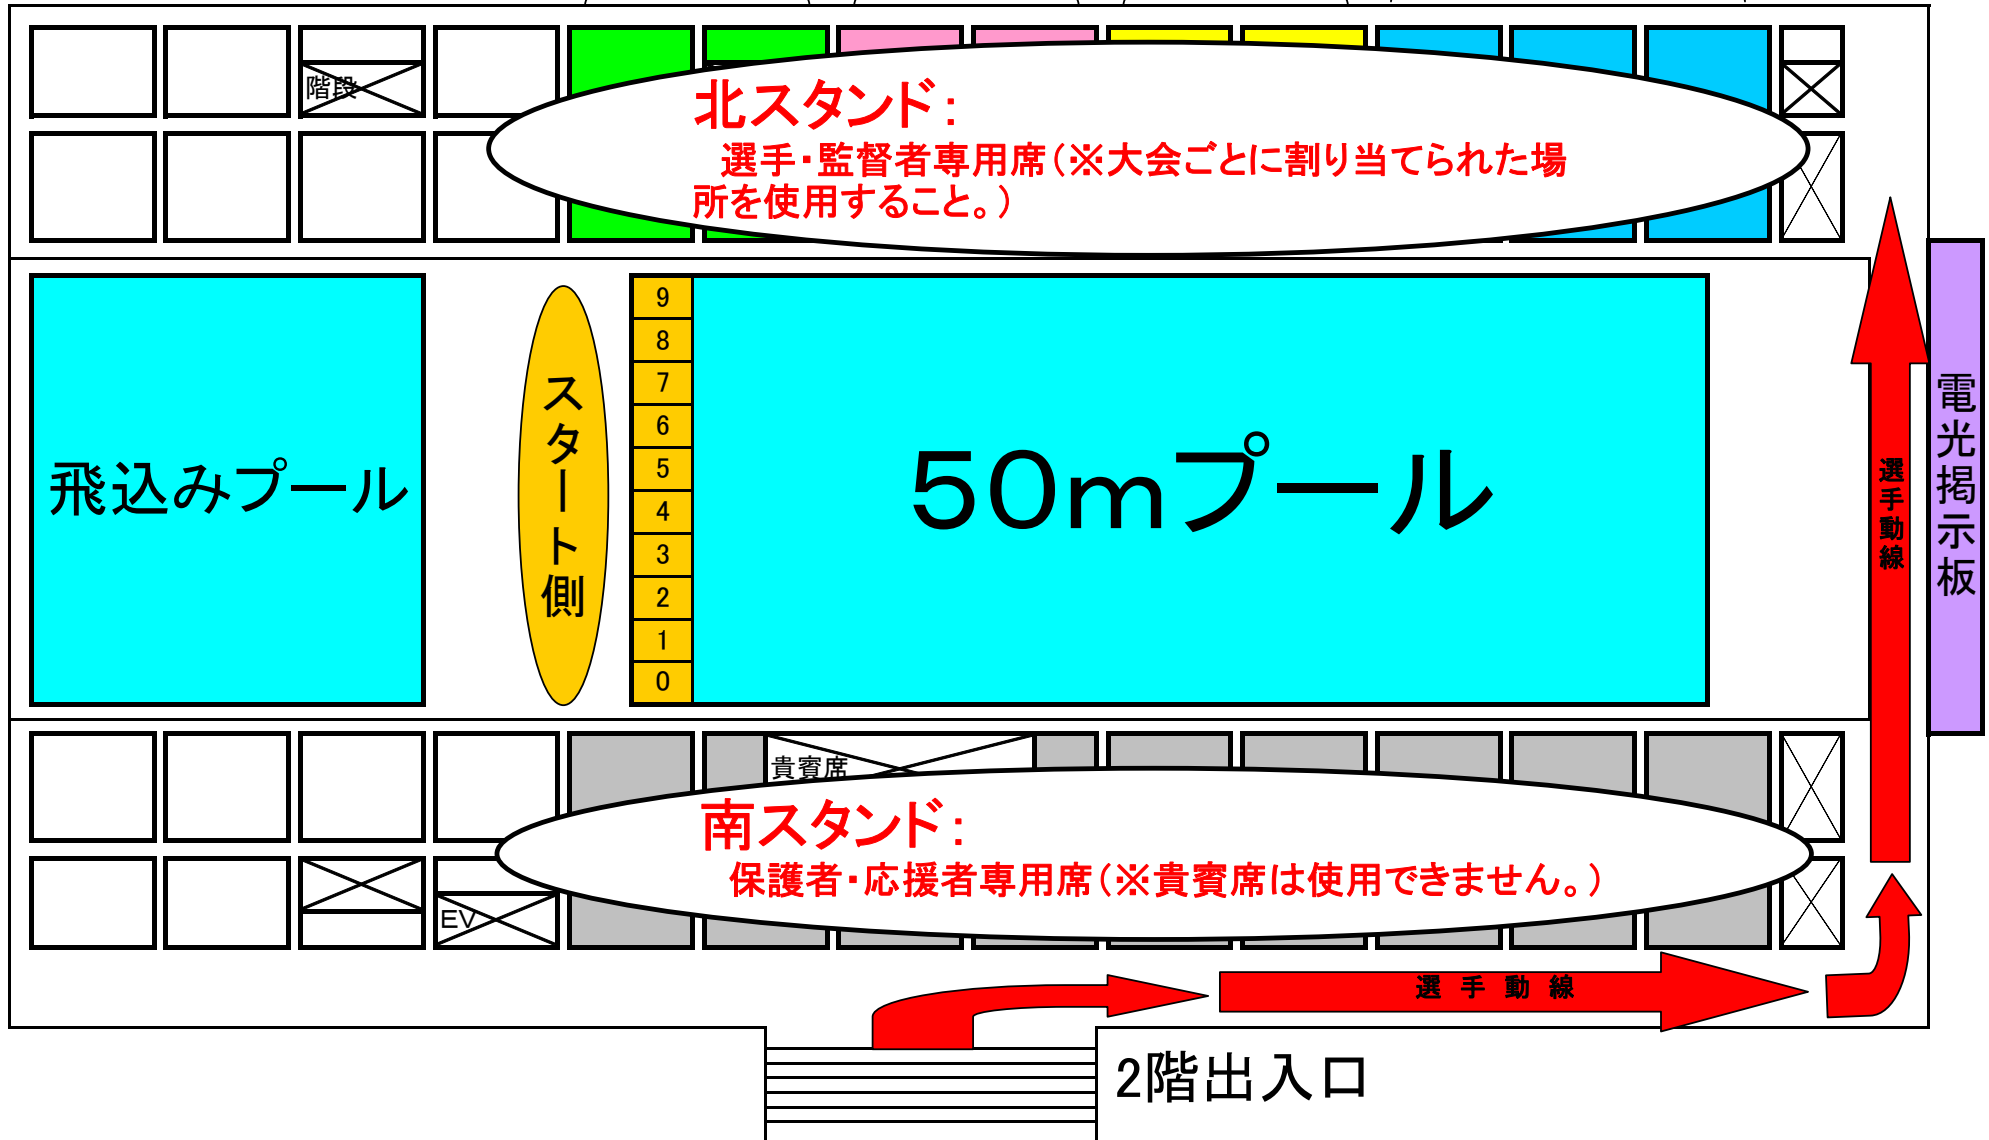 階段
北スタンド：
選手・監督者専用席（※大会ごとに割り当てられた場
所を使用すること。）
9
8
7
6
5
4
3
2
1
0
スタート側
飛込みプール
50mプール
選手動線
電光掲示板
貴賓席
南スタンド：
保護者・応援者専用席（※貴賓席は使用できません。）
EV
選手動線
2階出入口